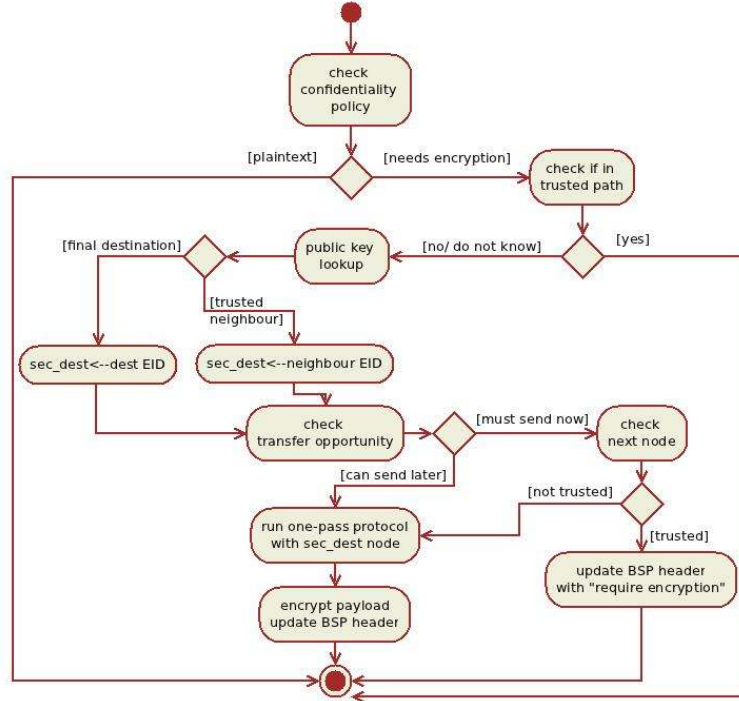 check
confidentiality
policy
[plaintext]
[needs encryption]
check if in
trusted path
[final destination]
public key
lookup
[no/ do not know]
[yes]
[trusted
neighbour]
sec_dest<--dest EID
sec_dest<--neighbour EID
check
transfer opportunity
[must send now]
check
next node
[can send later]
[not trusted]
run one-pass protocol
with sec_dest node
[trusted]
update BSP header
with "require encryption"
encrypt payload
update BSP header